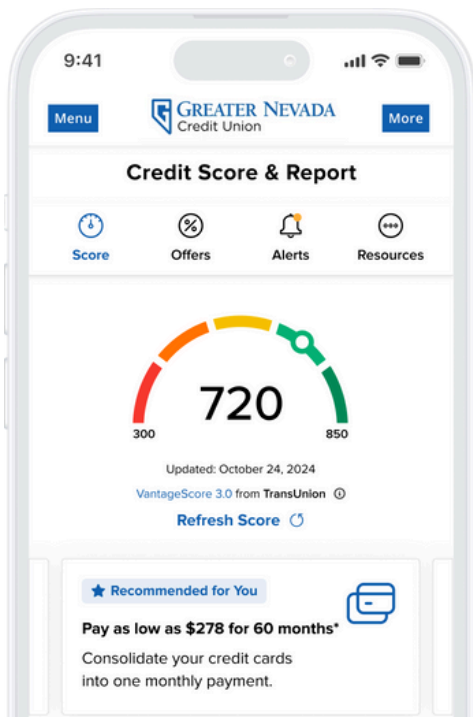 9:41
Menu
GREATER NEVADA
Credit Union
More
Credit Score & Report
Score
Offers
Alerts
Resources
720
300
850
Updated: October 24, 2024
VantageScore 3.0 from TransUnion
Refresh Score
Recommended for You
Pay as low as $278 for 60 months*
Consolidate your credit cards
into one monthly payment.